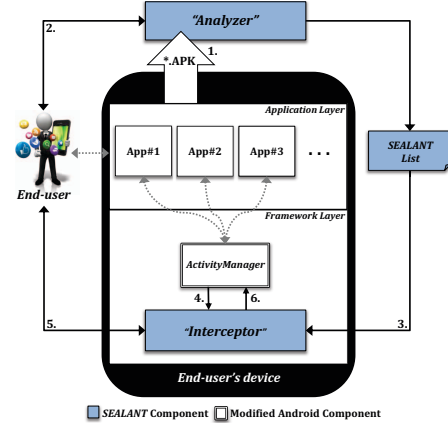 "Analyzer"
2.
1.
*.APK
Application Layer
App#1
App#2
App#3
...
End-user
SEALANT
List
Framework Layer
ActivityManager
4.
6.
5.
"Interceptor"
3.
End-user's device
SEALANT Component
Modified Android Component